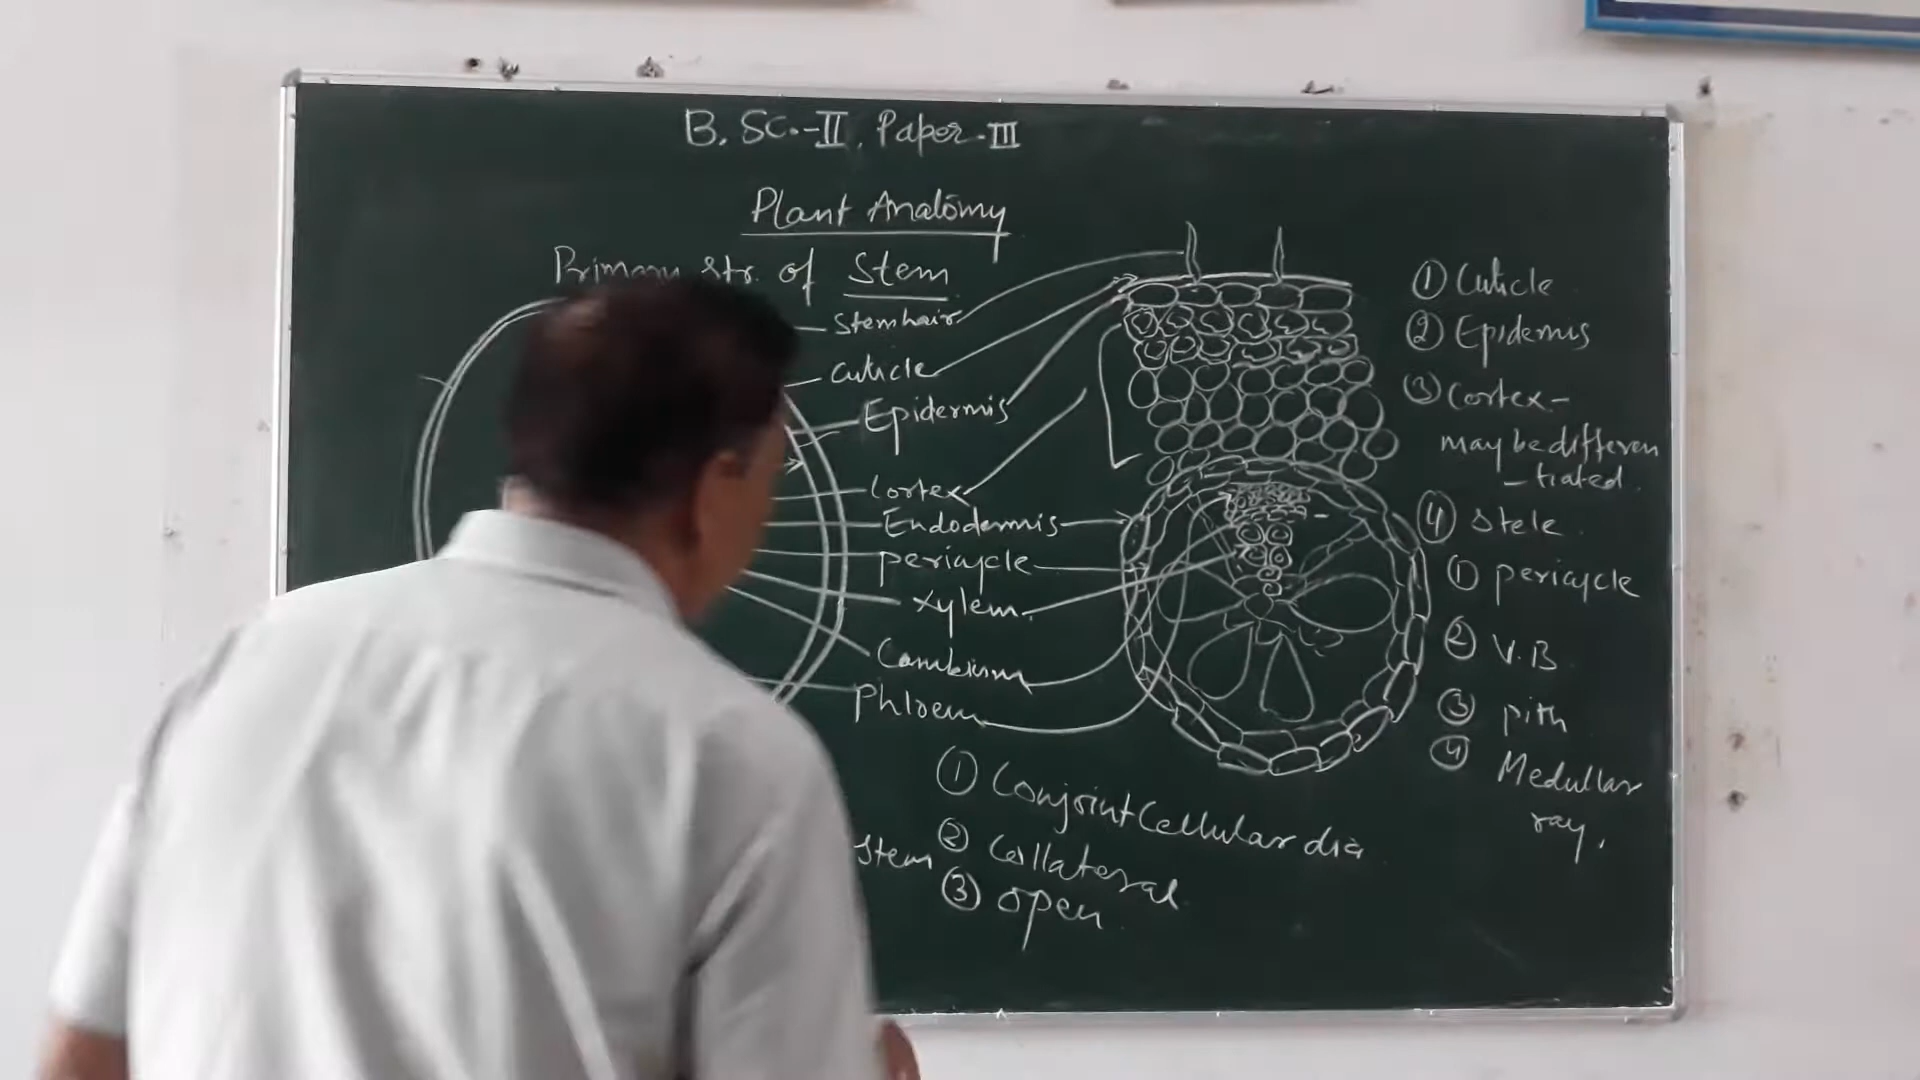 B. Sc.-II, Paper-III
Plant Anatomy
Primary Str. of Stem
Stemhair
Cuticle
Epidermis
Cortex
Endodermis
Pericycle
Xylem
Cambium
Phloem
① Conjoint Cellular dia
Stem ② Collateral
③ open
① Cuticle
② Epidermis
③ Cortex-
may be differen
-tiated.
④ Stele
① pericycle
② V.B
③ pith
④ Medullar
ray.